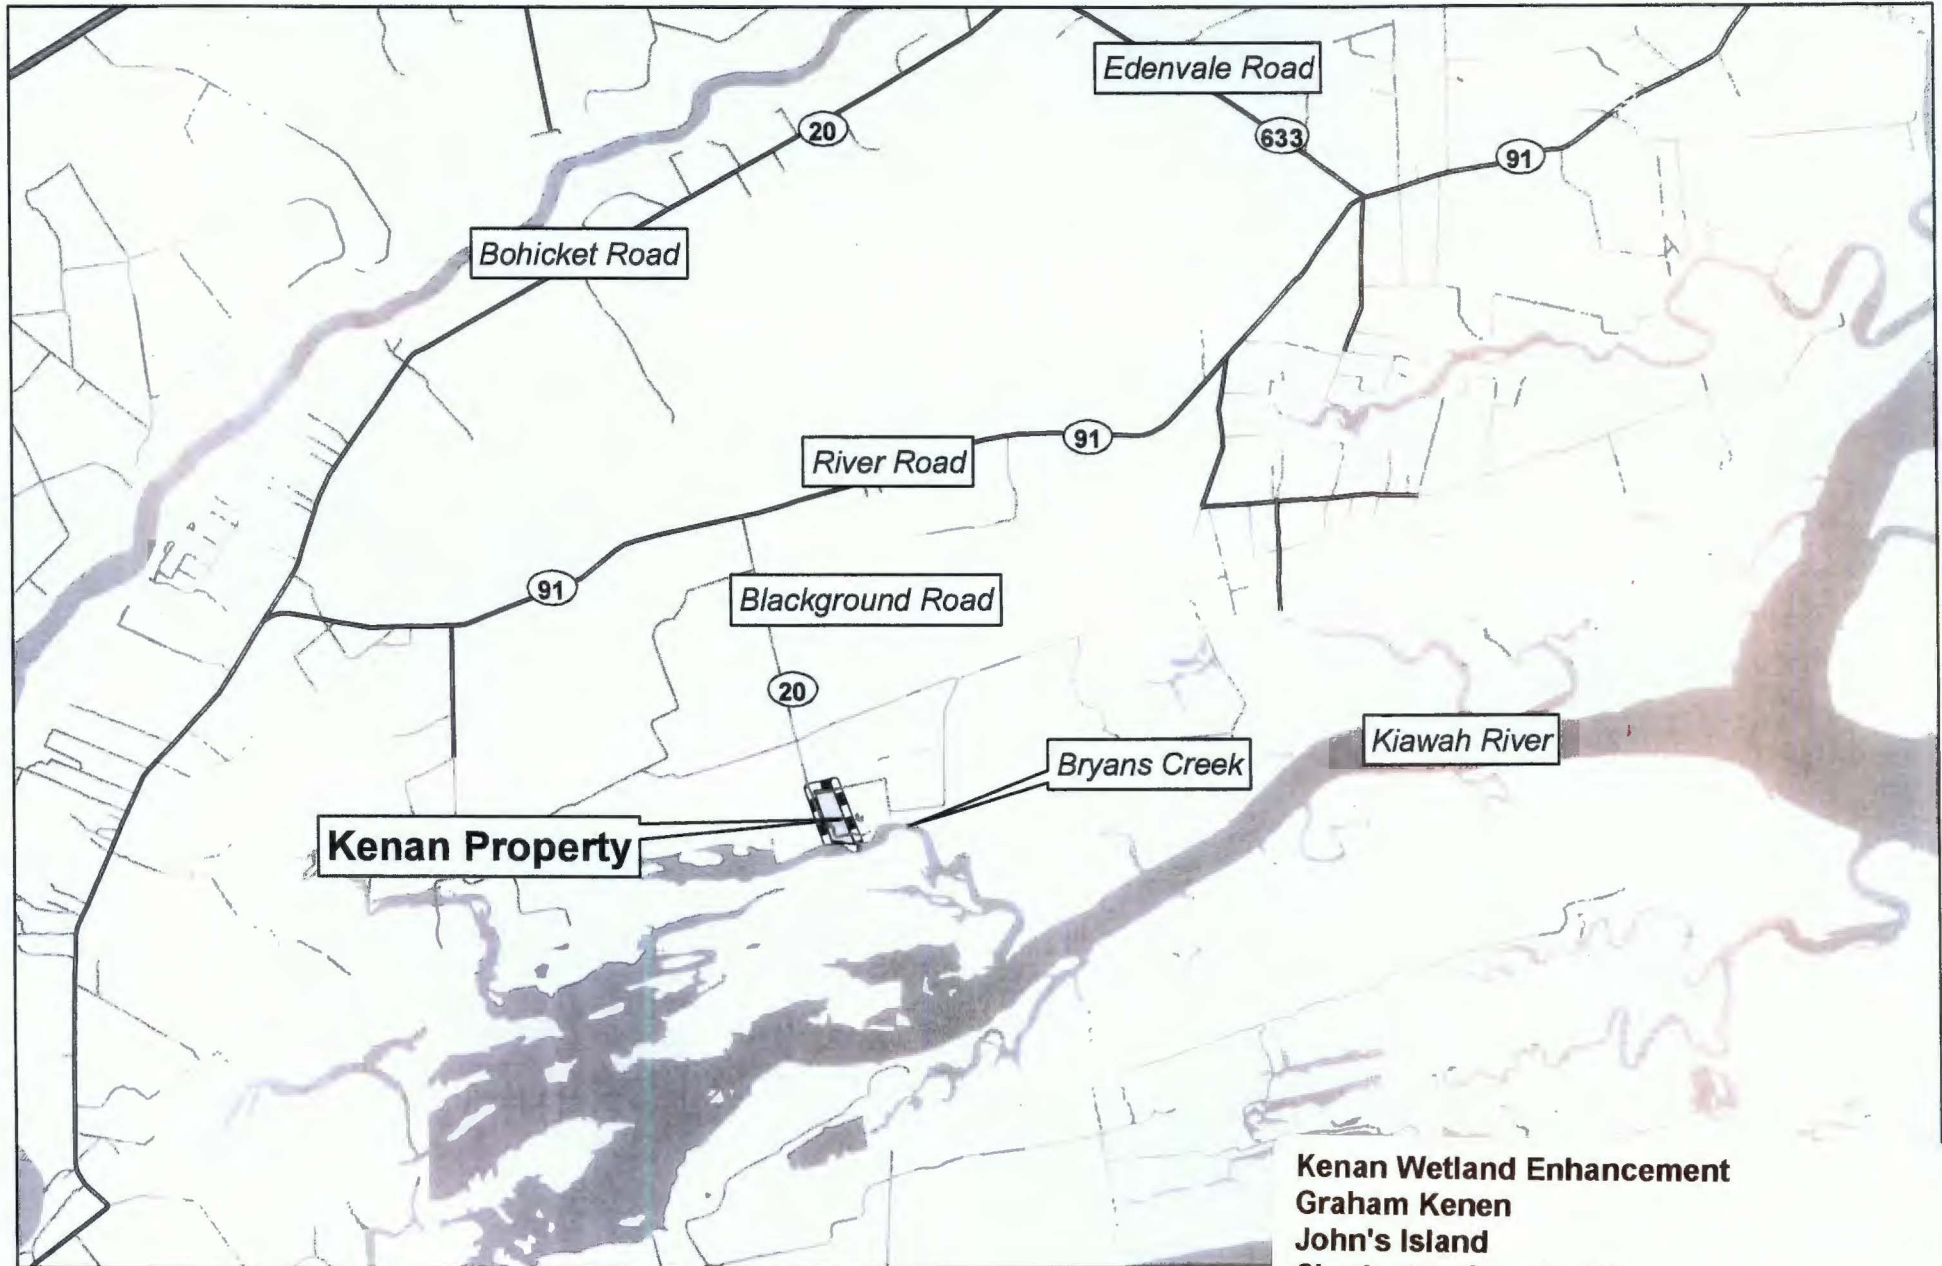 Edenvale Road
20
633
91
Bohicket Road
River Road
91
91
Blackground Road
20
Kiawah River
Bryans Creek
Kenan Property
Kenan Wetland Enhancement
Graham Kenen
John's Island